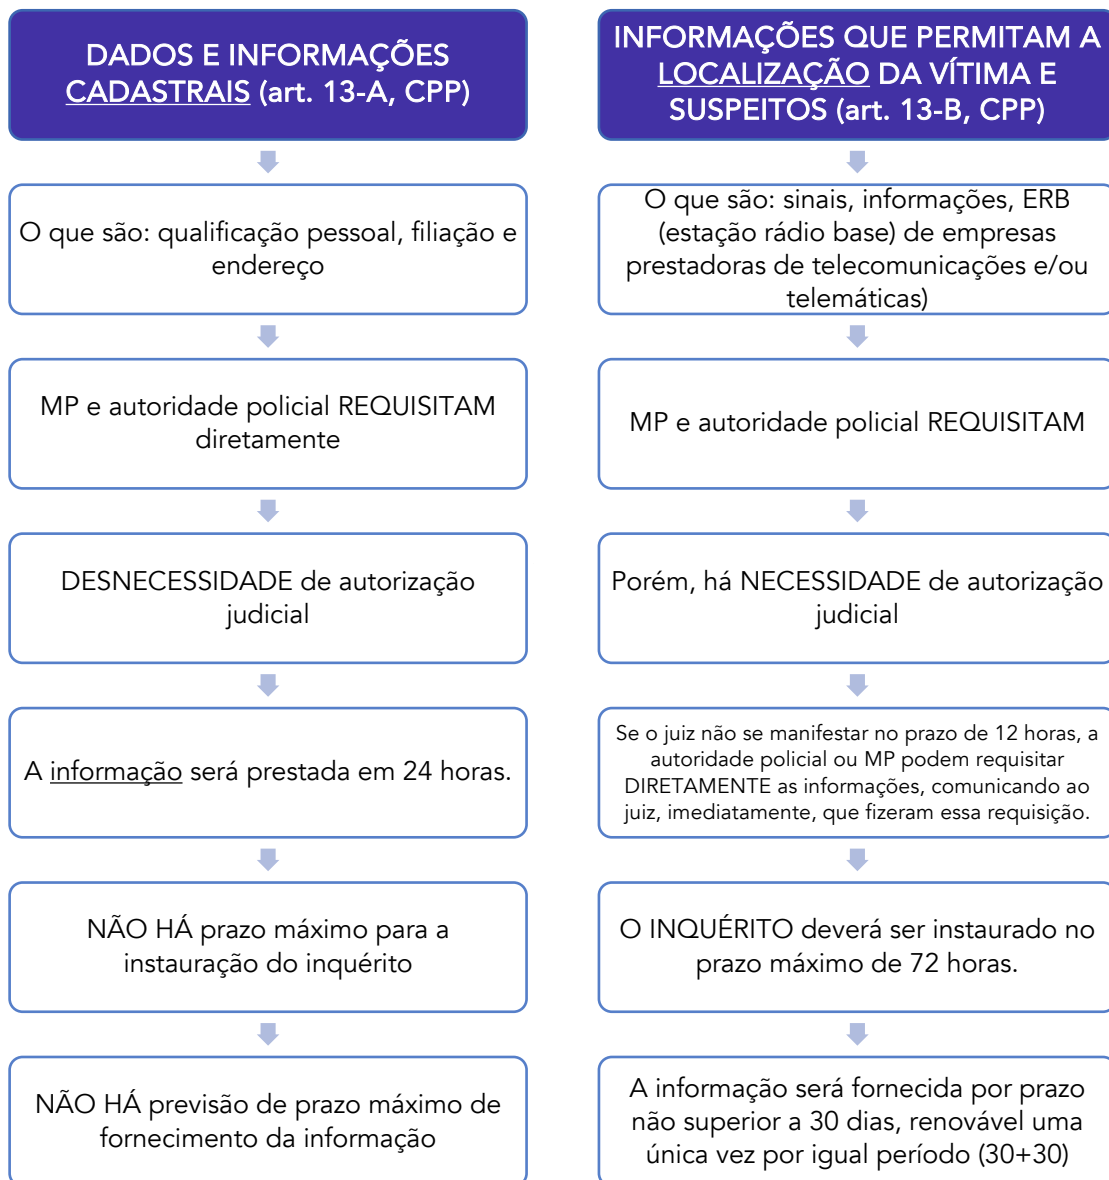 DADOS E INFORMAÇÕES
CADASTRAIS (art. 13-A, CPP)
O que são: qualificação pessoal, filiação e
endereço
MP e autoridade policial REQUISITAM
diretamente
DESNECESSIDADE de autorização
judicial
A informação será prestada em 24 horas.
NÃO HÁ prazo máximo para a
instauração do inquérito
NÃO HÁ previsão de prazo máximo de
fornecimento da informação
INFORMAÇÕES QUE PERMITAM A
LOCALIZAÇÃO DA VÍTIMA E
SUSPEITOS (art. 13-B, CPP)
O que são: sinais, informações, ERB
(estação rádio base) de empresas
prestadoras de telecomunicações e/ou
telemáticas)
MP e autoridade policial REQUISITAM
Porém, há NECESSIDADE de autorização
judicial
Se o juiz não se manifestar no prazo de 12 horas, a
autoridade policial ou MP podem requisitar
DIRETAMENTE as informações, comunicando ao
juiz, imediatamente, que fizeram essa requisição.
O INQUÉRITO deverá ser instaurado no
prazo máximo de 72 horas.
A informação será fornecida por prazo
não superior a 30 dias, renovável uma
única vez por igual período (30+30)